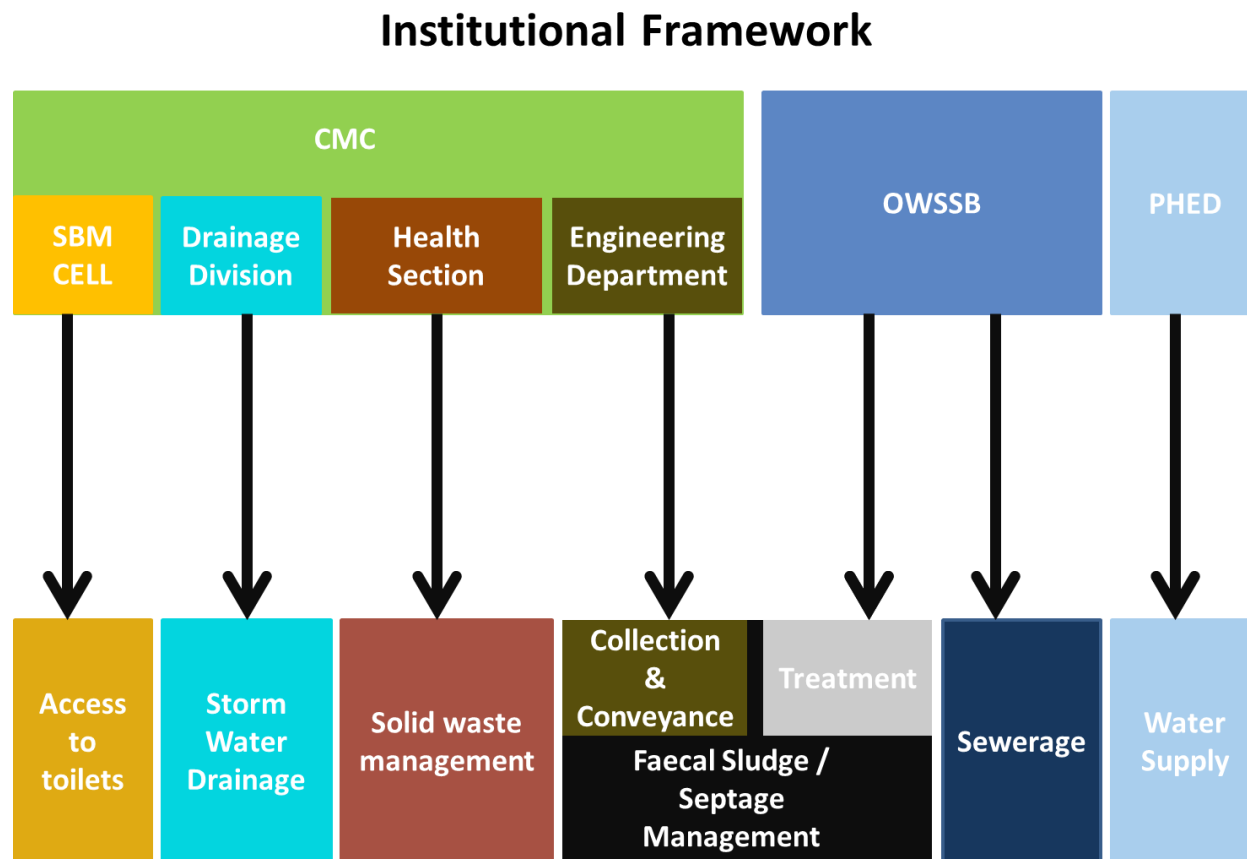 Institutional Framework
CMC
SBM
CELL
Drainage
Division
Health
Section
Engineering
Department
OWSSB
PHED
Access
to
toilets
Storm
Water
Drainage
Solid waste
management
Collection
&
Conveyance
Treatment
Faecal Sludge /
Septage
Management
Sewerage
Water
Supply